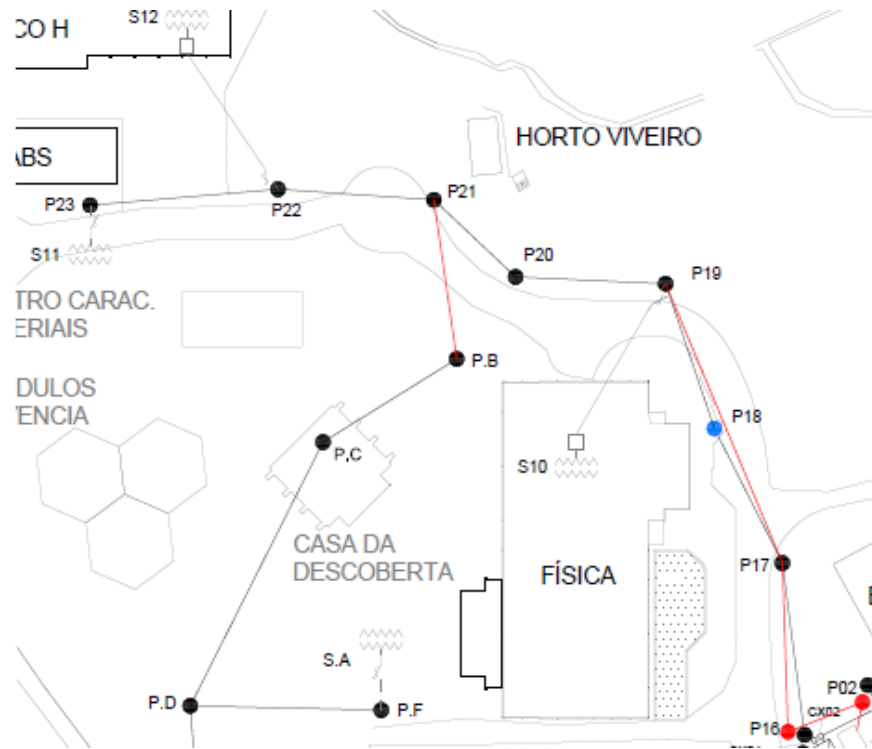 CO H
S12
HORTO VIVEIRO
ABS
P23
P22
P21
S11
P20
P19
TRO CARAC.
ERIAIS
P.B
DULOS
VENCIA
P18
P.C
S10
CASA DA
DESCOBERTA
FÍSICA
P17
S.A
P.D
P.F
P02
CX02
P16